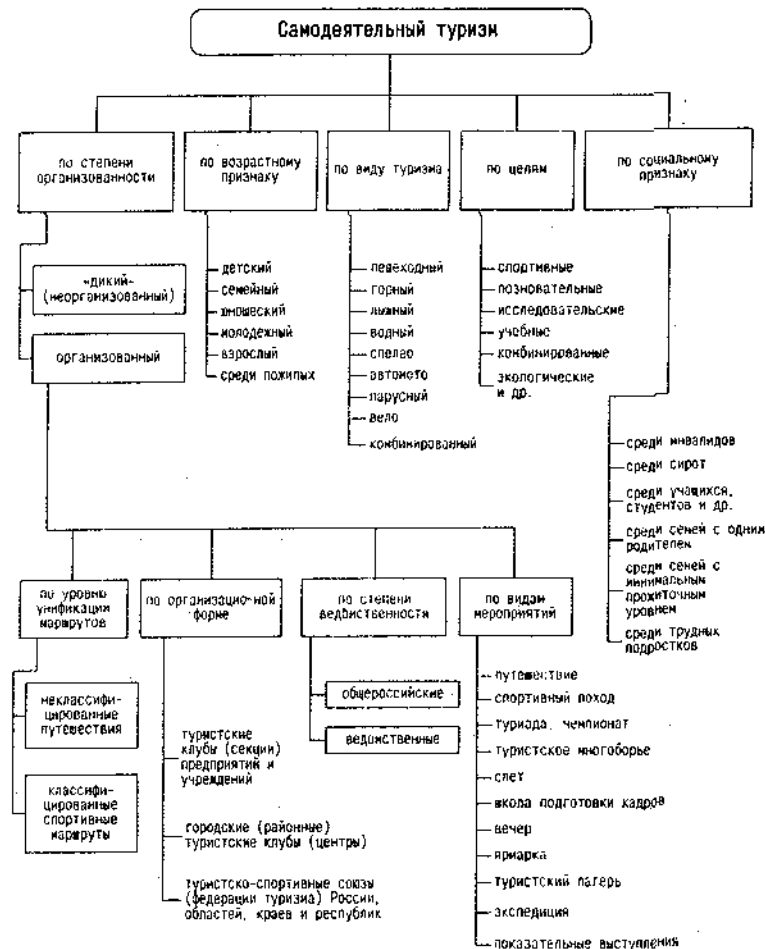 Самодеятельный туризм
по степени
организованности
по возрастному
признаку
по виду туризма
по целям
по социальному
признаку
«дикий»
(неорганизованный)
организованный
детский
семейный
юношеский
молодежный
взрослый
среди пожилых
пешеходный
горный
лыжный
водный
спелео
автомото
парусный
вело
комбинированный
спортивные
позновательные
исследовательские
учебные
комбинированные
экологические
и др.
среди инвалидов
среди сирот
среди учащихся,
студентов и др.
среди семей с одним
родителем
среди семей с
минимальным
прожиточным
уровнем
среди трудных
подростков
по уровню
унификации
маршрутов
по организационной
форме
по степени
ведомственности
по видам
мероприятий
неклассифи-
цированные
путешествия
классифи-
цированные
спортивные
маршруты
туристские
клубы (секции)
предприятий и
учреждений
городские (районные)
туристские клубы (центры)
туристско-спортивные союзы
(федерации туризма) России,
областей, краев и республик
общероссийские
ведомственные
путешествие
спортивный поход
туриада, чемпионат
туристское многоборье
слет
школа подготовки кадров
вечер
ярмарка
туристский лагерь
экспедиция
показательные выступления